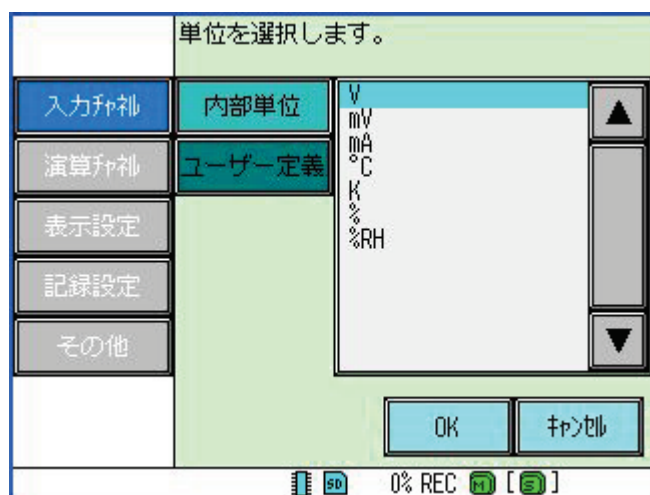 単位を選択します。
入力ﾁｬﾈﾙ
演算ﾁｬﾈﾙ
表示設定
記録設定
その他
内部単位
ユーザー定義
V
mV
mA
°C
K
%
%RH
▲
▼
OK
ｷｬﾝｾﾙ
SD 0% REC M [S]